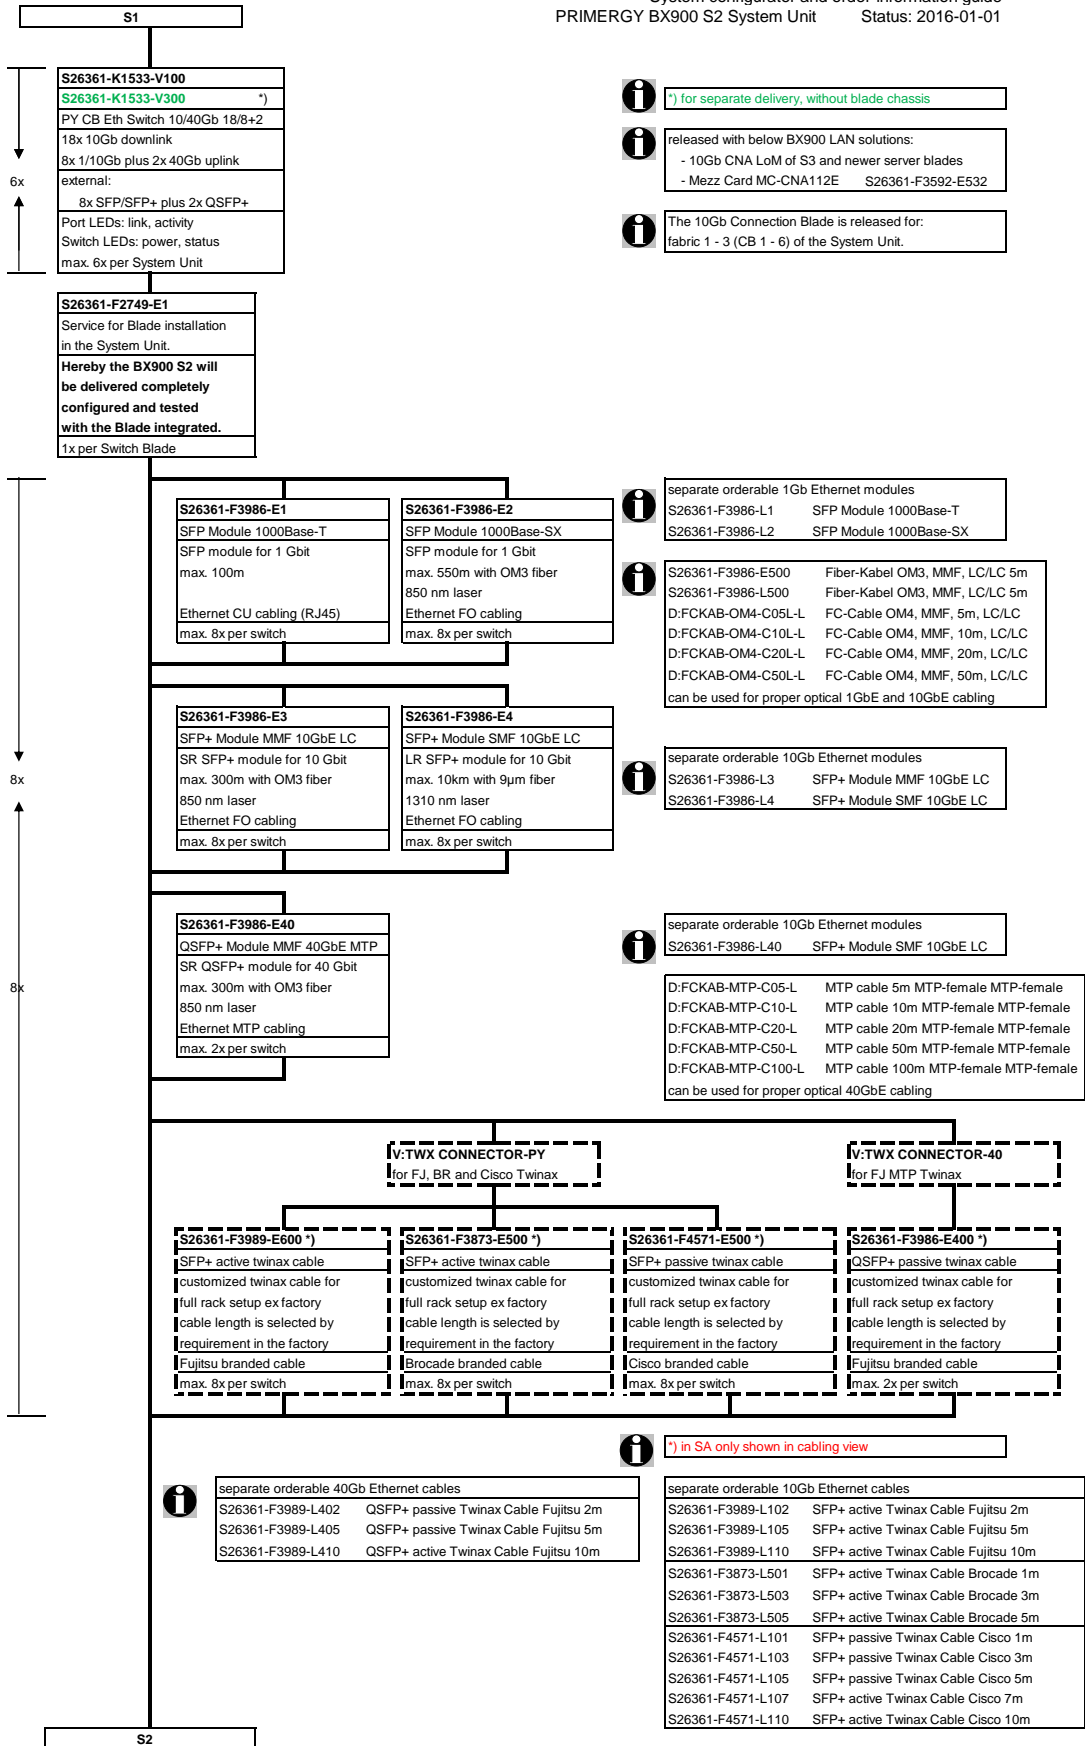 System configurator and order-information guide
PRIMERGY BX900 S2 System Unit Status: 2016-01-01
S1
S26361-K1533-V100
S26361-K1533-V300 *)
PY CB Eth Switch 10/40Gb 18/8+2
18x 10Gb downlink
8x 1/10Gb plus 2x 40Gb uplink
external:
8x SFP/SFP+ plus 2x QSFP+
Port LEDs: link, activity
Switch LEDs: power, status
max. 6x per System Unit
6x
*) for separate delivery, without blade chassis
released with below BX900 LAN solutions:
- 10Gb CNA LoM of S3 and newer server blades
- Mezz Card MC-CNA112E S26361-F3592-E532
The 10Gb Connection Blade is released for:
fabric 1 - 3 (CB 1 - 6) of the System Unit.
S26361-F2749-E1
Service for Blade installation
in the System Unit.
Hereby the BX900 S2 will
be delivered completely
configured and tested
with the Blade integrated.
1x per Switch Blade
S26361-F3986-E1
SFP Module 1000Base-T
SFP module for 1 Gbit
max. 100m
Ethernet CU cabling (RJ45)
max. 8x per switch
S26361-F3986-E2
SFP Module 1000Base-SX
SFP module for 1 Gbit
max. 550m with OM3 fiber
850 nm laser
Ethernet FO cabling
max. 8x per switch
separate orderable 1Gb Ethernet modules
S26361-F3986-L1 SFP Module 1000Base-T
S26361-F3986-L2 SFP Module 1000Base-SX
S26361-F3986-E500 Fiber-Kabel OM3, MMF, LC/LC 5m
S26361-F3986-L500 Fiber-Kabel OM3, MMF, LC/LC 5m
D:FCKAB-OM4-C05L-L FC-Cable OM4, MMF, 5m, LC/LC
D:FCKAB-OM4-C10L-L FC-Cable OM4, MMF, 10m, LC/LC
D:FCKAB-OM4-C20L-L FC-Cable OM4, MMF, 20m, LC/LC
D:FCKAB-OM4-C50L-L FC-Cable OM4, MMF, 50m, LC/LC
can be used for proper optical 1GbE and 10GbE cabling
S26361-F3986-E3
SFP+ Module MMF 10GbE LC
SR SFP+ module for 10 Gbit
max. 300m with OM3 fiber
850 nm laser
Ethernet FO cabling
max. 8x per switch
S26361-F3986-E4
SFP+ Module SMF 10GbE LC
LR SFP+ module for 10 Gbit
max. 10km with 9µm fiber
1310 nm laser
Ethernet FO cabling
max. 8x per switch
8x
separate orderable 10Gb Ethernet modules
S26361-F3986-L3 SFP+ Module MMF 10GbE LC
S26361-F3986-L4 SFP+ Module SMF 10GbE LC
S26361-F3986-E40
QSFP+ Module MMF 40GbE MTP
SR QSFP+ module for 40 Gbit
max. 300m with OM3 fiber
850 nm laser
Ethernet MTP cabling
max. 2x per switch
8x
separate orderable 10Gb Ethernet modules
S26361-F3986-L40 SFP+ Module SMF 10GbE LC
D:FCKAB-MTP-C05-L MTP cable 5m MTP-female MTP-female
D:FCKAB-MTP-C10-L MTP cable 10m MTP-female MTP-female
D:FCKAB-MTP-C20-L MTP cable 20m MTP-female MTP-female
D:FCKAB-MTP-C50-L MTP cable 50m MTP-female MTP-female
D:FCKAB-MTP-C100-L MTP cable 100m MTP-female MTP-female
can be used for proper optical 40GbE cabling
V:TWX CONNECTOR-PY
for FJ, BR and Cisco Twinax
V:TWX CONNECTOR-40
for FJ MTP Twinax
S26361-F3989-E600 *)
SFP+ active twinax cable
customized twinax cable for
full rack setup ex factory
cable length is selected by
requirement in the factory
Fujitsu branded cable
max. 8x per switch
S26361-F3873-E500 *)
SFP+ active twinax cable
customized twinax cable for
full rack setup ex factory
cable length is selected by
requirement in the factory
Brocade branded cable
max. 8x per switch
S26361-F4571-E500 *)
SFP+ passive twinax cable
customized twinax cable for
full rack setup ex factory
cable length is selected by
requirement in the factory
Cisco branded cable
max. 8x per switch
S26361-F3986-E400 *)
QSFP+ passive twinax cable
customized twinax cable for
full rack setup ex factory
cable length is selected by
requirement in the factory
Fujitsu branded cable
max. 2x per switch
*) in SA only shown in cabling view
separate orderable 40Gb Ethernet cables
S26361-F3989-L402 QSFP+ passive Twinax Cable Fujitsu 2m
S26361-F3989-L405 QSFP+ passive Twinax Cable Fujitsu 5m
S26361-F3989-L410 QSFP+ active Twinax Cable Fujitsu 10m
separate orderable 10Gb Ethernet cables
S26361-F3989-L102 SFP+ active Twinax Cable Fujitsu 2m
S26361-F3989-L105 SFP+ active Twinax Cable Fujitsu 5m
S26361-F3989-L110 SFP+ active Twinax Cable Fujitsu 10m
S26361-F3873-L501 SFP+ active Twinax Cable Brocade 1m
S26361-F3873-L503 SFP+ active Twinax Cable Brocade 3m
S26361-F3873-L505 SFP+ active Twinax Cable Brocade 5m
S26361-F4571-L101 SFP+ passive Twinax Cable Cisco 1m
S26361-F4571-L103 SFP+ passive Twinax Cable Cisco 3m
S26361-F4571-L105 SFP+ passive Twinax Cable Cisco 5m
S26361-F4571-L107 SFP+ active Twinax Cable Cisco 7m
S26361-F4571-L110 SFP+ active Twinax Cable Cisco 10m
S2